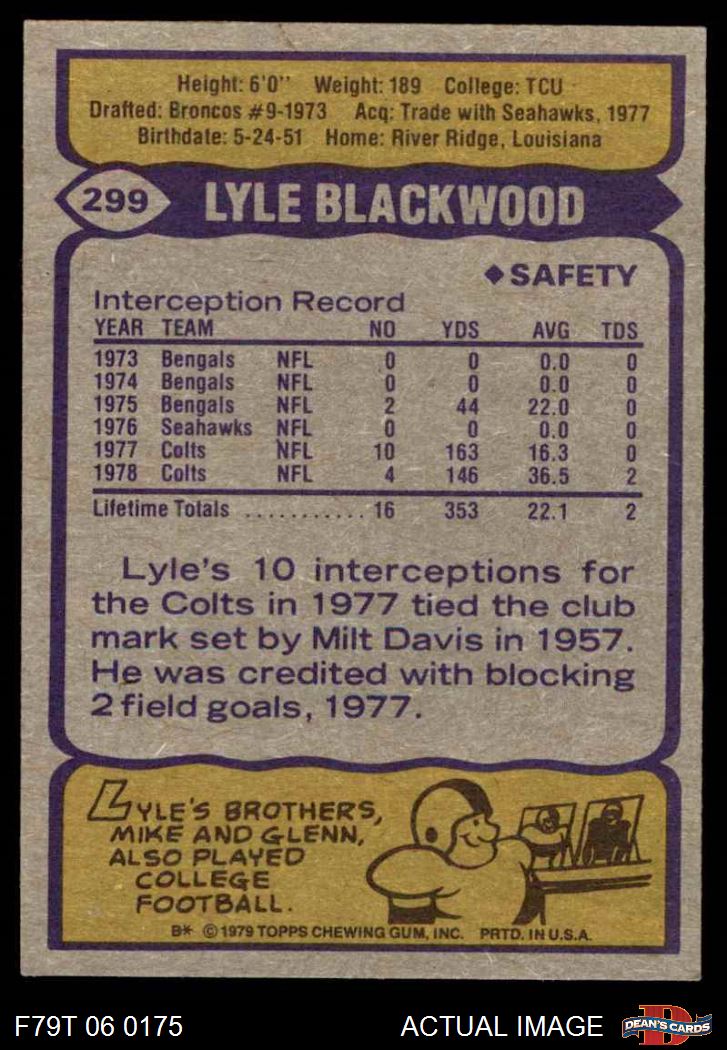 Height: 6'0" Weight: 189 College: TCU
Drafted: Broncos #9-1973 Acq: Trade with Seahawks, 1977
Birthdate: 5-24-51 Home: River Ridge, Louisiana
299 LYLE BLACKWOOD
◆SAFETY
Interception Record
YEAR TEAM NO YDS AVG TDS
1973 Bengals NFL 0 0 0.0 0
1974 Bengals NFL 0 0 0.0 0
1975 Bengals NFL 2 44 22.0 0
1976 Seahawks NFL 0 0 0.0 0
1977 Colts NFL 10 163 16.3 0
1978 Colts NFL 4 146 36.5 2
Lifetime Totals ........... 16 353 22.1 2
Lyle's 10 interceptions for
the Colts in 1977 tied the club
mark set by Milt Davis in 1957.
He was credited with blocking
2 field goals, 1977.
LYLE'S BROTHERS,
MIKE AND GLENN,
ALSO PLAYED
COLLEGE
FOOTBALL.
B* © 1979 TOPPS CHEWING GUM, INC. PRTD. IN U.S.A.
F79T 06 0175 ACTUAL IMAGE
D
DEAN'S CARDS